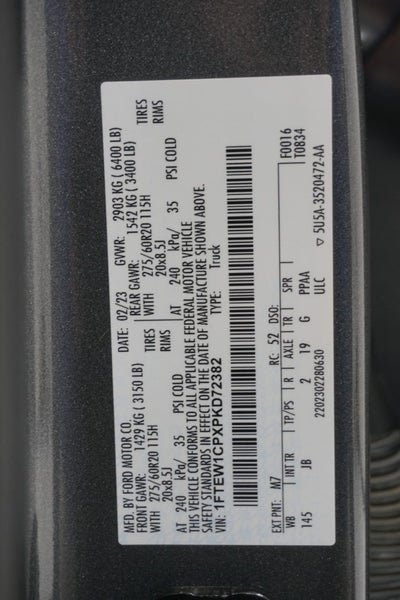 MFD. BY FORD MOTOR CO.
DATE: 02/23 GVWR: 2903 KG ( 6400 LB)
FRONT GAWR: 1429 KG ( 3150 LB) REAR GAWR: 1542 KG ( 3400 LB)
WITH 275/60R20 115H TIRES WITH 275/60R20 115H TIRES
20x8.5J RIMS 20x8.5J RIMS
AT 240 kPa/ 35 PSI COLD AT 240 kPa/ 35 PSI COLD
THIS VEHICLE CONFORMS TO ALL APPLICABLE FEDERAL MOTOR VEHICLE
SAFETY STANDARDS IN EFFECT ON THE DATE OF MANUFACTURE SHOWN ABOVE.
VIN: 1FTEW1CPXPKD72382 TYPE: Truck
F0016
T0834
EXT PNT: M7 RC: 52 DSO:
WB INT TR TP/PS R AXLE TR SPR
145 JB 2 19 G PPAA
2202302280630 ULC ▽ 5U5A-3520472-AA